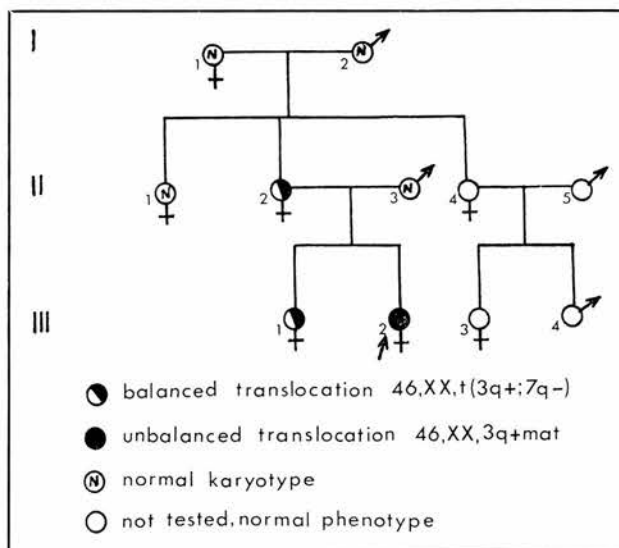 I
N
1
2
N
II
N
1
2
3
N
4
5
III
1
2
3
4
balanced translocation 46,XX,t(3q+;7q-)
unbalanced translocation 46,XX,3q+mat
N normal karyotype
not tested,normal phenotype